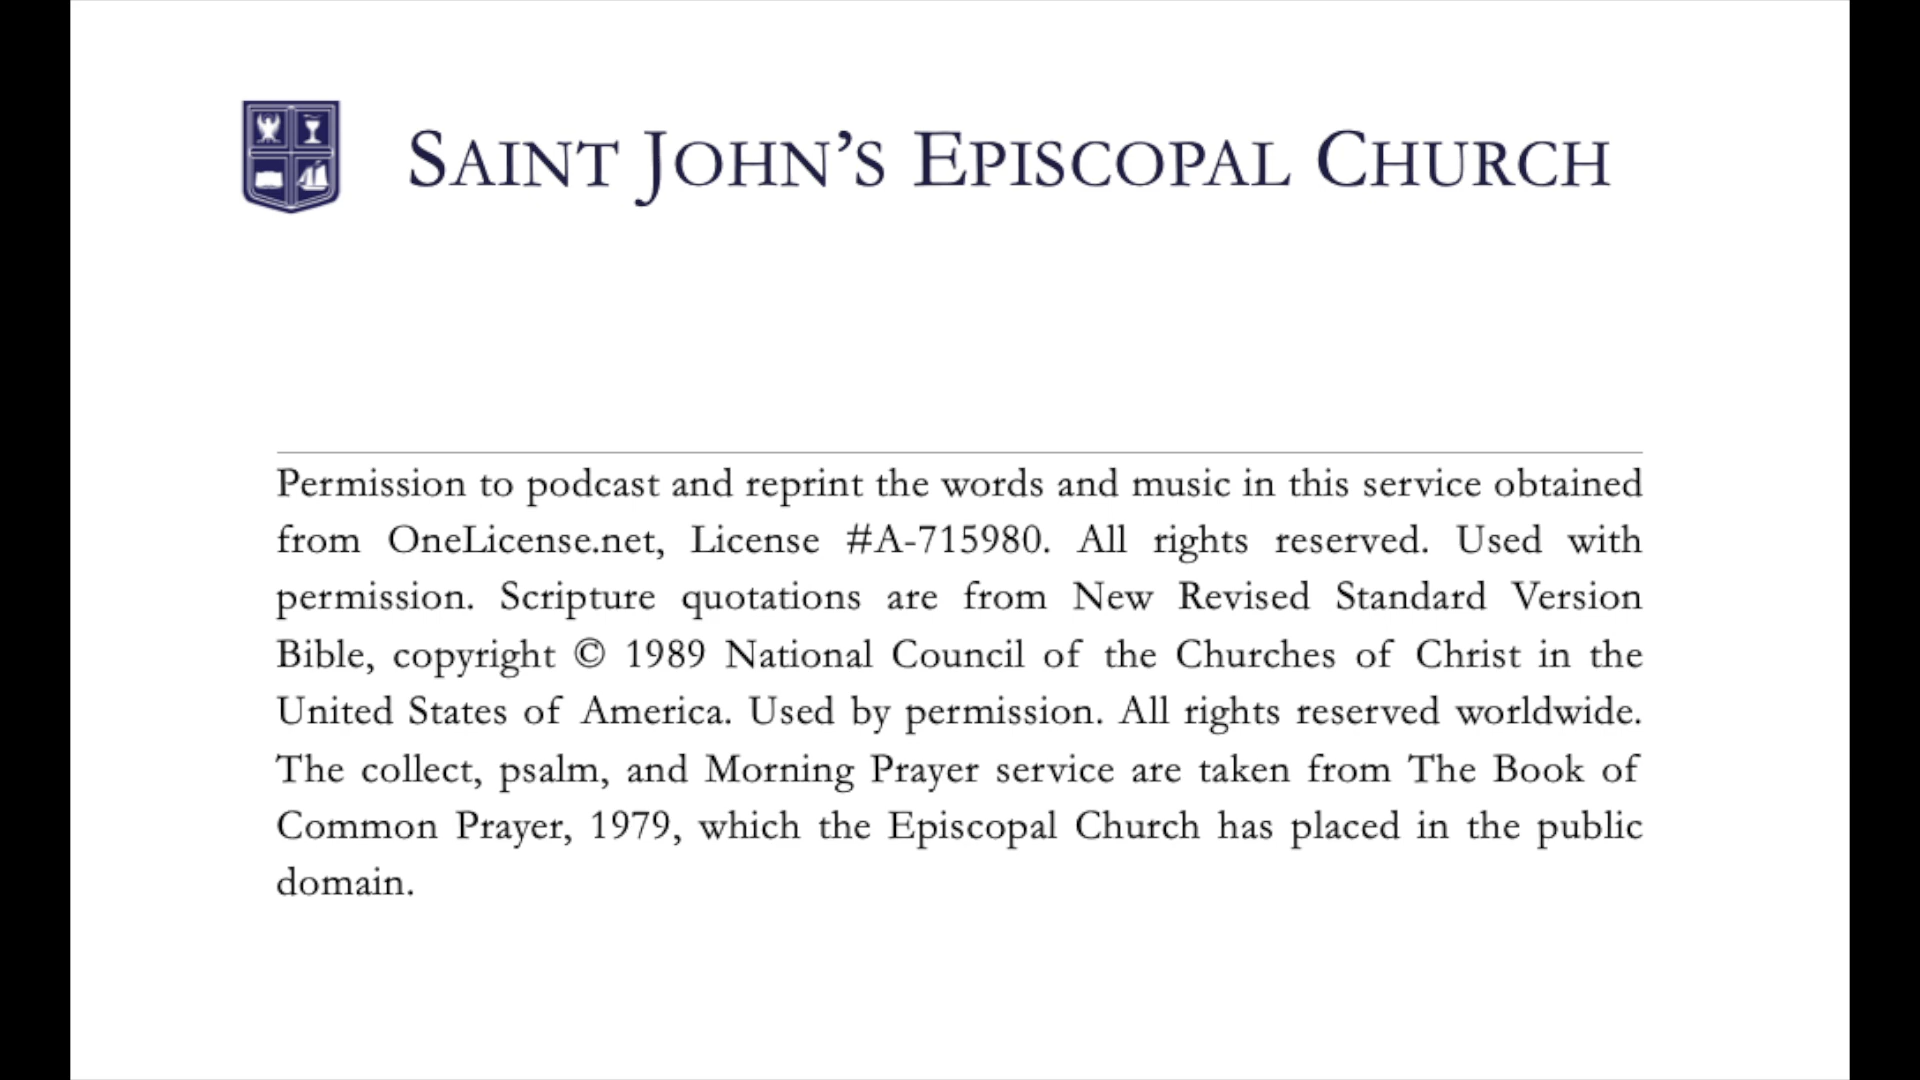 SAINT JOHN’S EPISCOPAL CHURCH
Permission to podcast and reprint the words and music in this service obtained
from OneLicense.net, License #A-715980. All rights reserved. Used with
permission. Scripture quotations are from New Revised Standard Version
Bible, copyright © 1989 National Council of the Churches of Christ in the
United States of America. Used by permission. All rights reserved worldwide.
The collect, psalm, and Morning Prayer service are taken from The Book of
Common Prayer, 1979, which the Episcopal Church has placed in the public
domain.